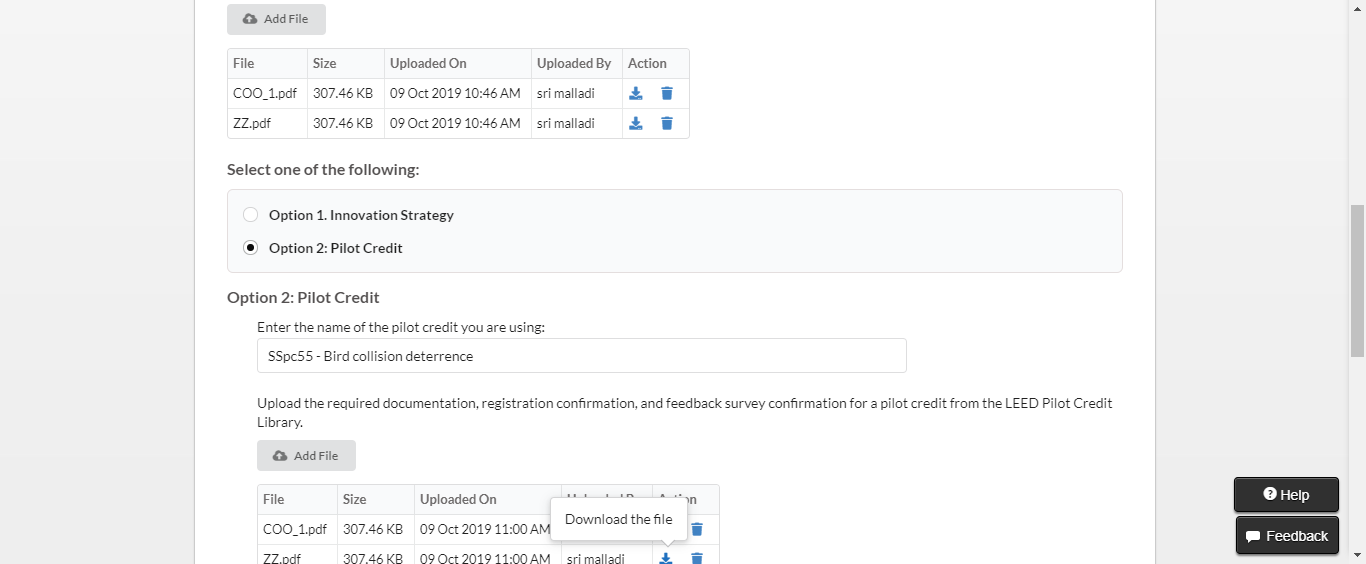 Add File
File Size Uploaded On Uploaded By Action
COO_1.pdf 307.46 KB 09 Oct 2019 10:46 AM sri malladi
ZZ.pdf 307.46 KB 09 Oct 2019 10:46 AM sri malladi
Select one of the following:
Option 1. Innovation Strategy
Option 2: Pilot Credit
Option 2: Pilot Credit
Enter the name of the pilot credit you are using:
SSpc55 - Bird collision deterrence
Upload the required documentation, registration confirmation, and feedback survey confirmation for a pilot credit from the LEED Pilot Credit
Library.
Add File
File Size Uploaded On
Download the file
COO_1.pdf 307.46 KB 09 Oct 2019 11:00 AM
ZZ.pdf 307.46 KB 09 Oct 2019 11:00 AM sri malladi
Help
Feedback